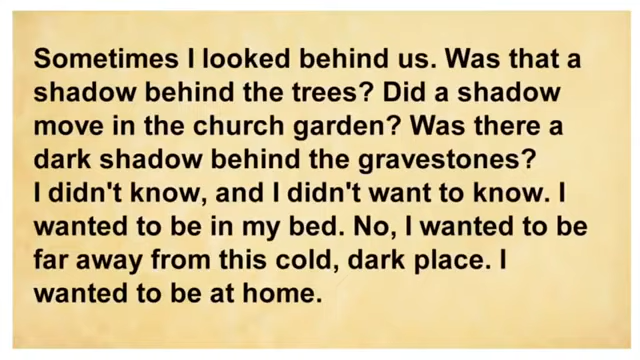 Sometimes I looked behind us. Was that a
shadow behind the trees? Did a shadow
move in the church garden? Was there a
dark shadow behind the gravestones?
I didn't know, and I didn't want to know. I
wanted to be in my bed. No, I wanted to be
far away from this cold, dark place. I
wanted to be at home.